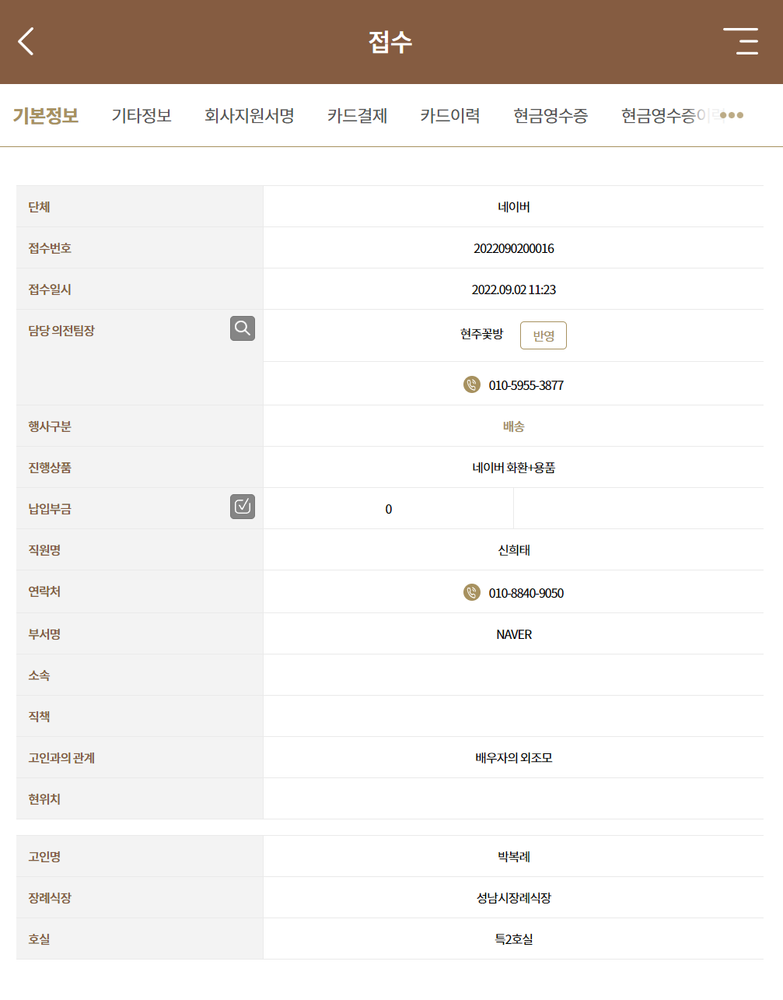 접수
기본정보 기타정보 회사지원서명 카드결제 카드이력 현금영수증 현금영수증이력
단체 네이버
접수번호 2022090200016
접수일시 2022.09.02 11:23
담당 의전팀장 현주꽃방 반영
010-5955-3877
행사구분 배송
진행상품 네이버 화환+용품
납입부금 0
직원명 신희태
연락처 010-8840-9050
부서명 NAVER
소속
직책
고인과의 관계 배우자의 외조모
현위치
고인명 박복례
장례식장 성남시장례식장
호실 특2호실